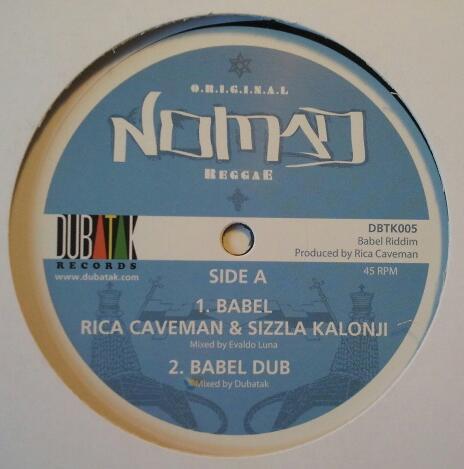 O.R.I.G.I.N.A.L
NOMAD
REGGAE
DUBATAK
RECORDS
www.dubatak.com
DBTK005
Babel Riddim
Produced by Rica Caveman
45 RPM
SIDE A
1. BABEL
RICA CAVEMAN & SIZZLA KALONJI
Mixed by Evaldo Luna
2. BABEL DUB
Mixed by Dubatak